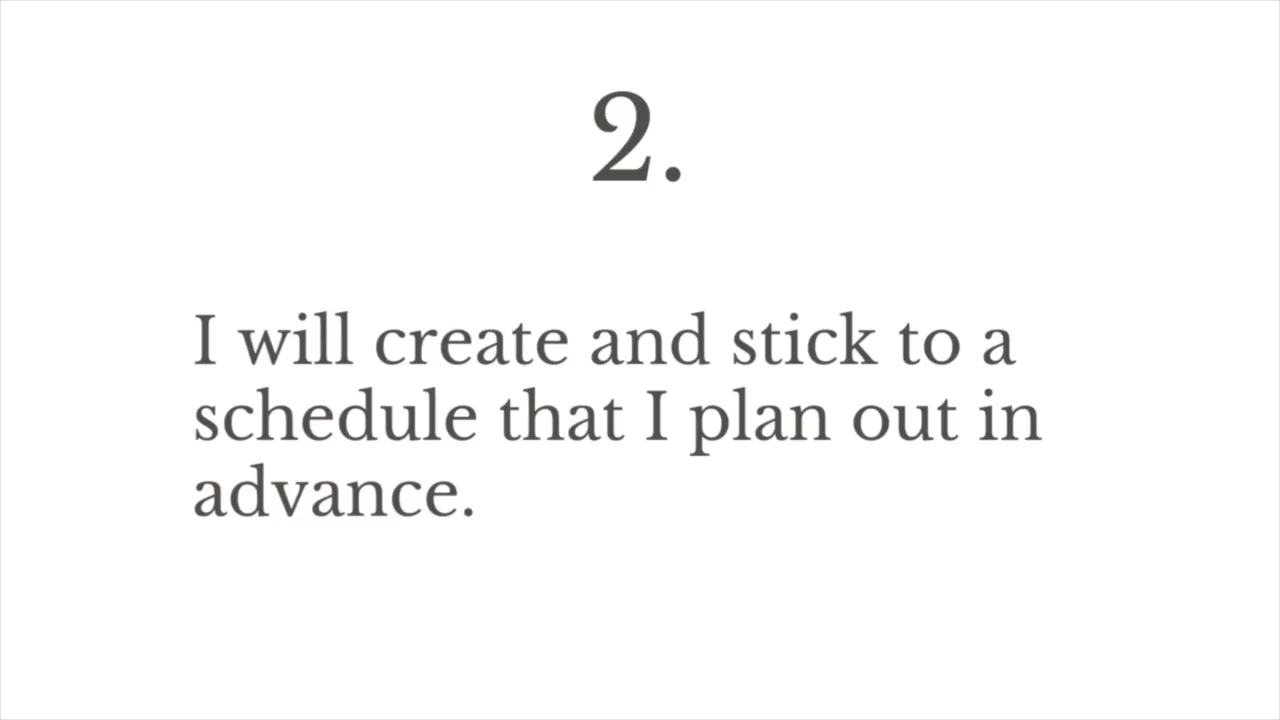 2.
I will create and stick to a
schedule that I plan out in
advance.